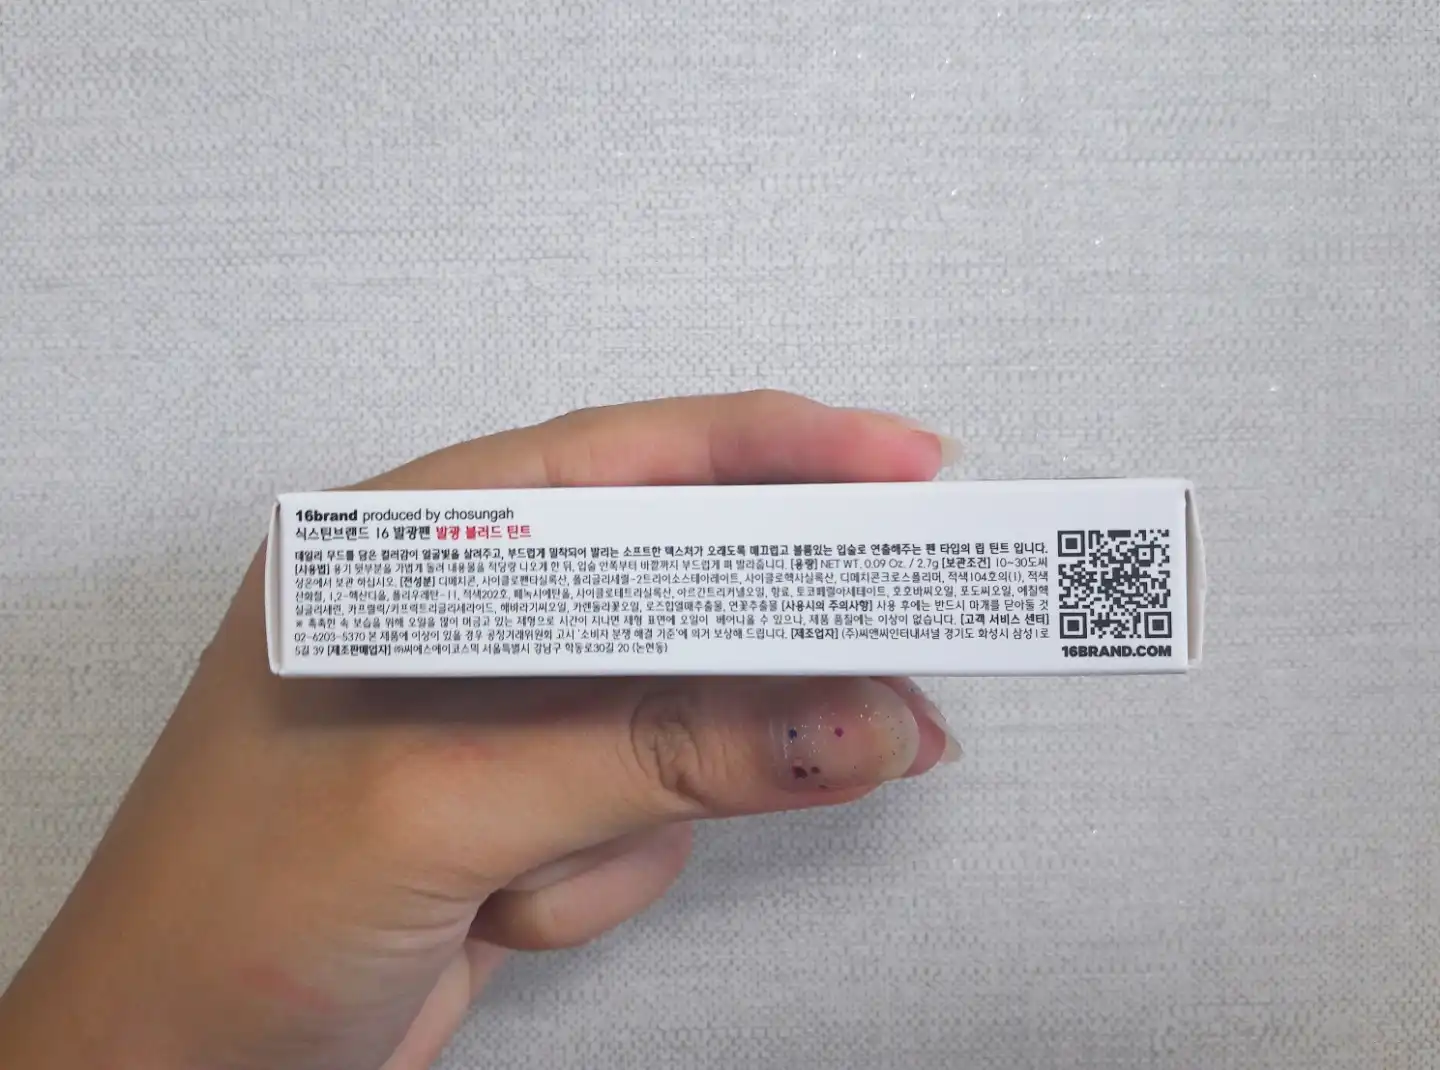 16brand produced by chosungah
식스틴브랜드 16 발광펜 발광 블러드 틴트
데일리 무드를 담은 컬러감이 얼굴빛을 살려주고, 부드럽게 밀착되어 발리는 소프트한 텍스처가 오래도록 매끄럽고 볼륨있는 입술로 연출해주는 펜 타입의 립 틴트 입니다.
[사용법] 용기 뒷부분을 가볍게 돌려 내용물을 적당량 나오게 한 뒤, 입술 안쪽부터 바깥까지 부드럽게 펴 발라줍니다. [용량] NET WT. 0.09 Oz. / 2.7g [보관조건] 10~30도씨
상온에서 보관 하십시오. [전성분] 디메치콘, 사이클로펜타실록산, 폴리글리세릴-2트라이소스테아레이트, 사이클로헥사실록산, 디메치콘크로스폴리머, 적색104호의(1), 적색
산화철, 1,2-헥산디올, 폴리우레탄-11, 적색202호, 페녹시에탄올, 사이클로테트라실록산, 아르간트리커넬오일, 향료, 토코페릴아세테이트, 호호바씨오일, 포도씨오일, 에칠헥
실글리세린, 카프릴릭/카프릭트리글리세라이드, 해바라기씨오일, 카렌둘라꽃오일, 로즈힙열매추출물, 연꽃추출물 [사용시의 주의사항] 사용 후에는 반드시 마개를 닫아둘 것
※ 촉촉한 속 보습을 위해 오일을 많이 머금고 있는 제형으로 시간이 지나면 제형 표면에 오일이 베어나올 수 있으나, 제품 품질에는 이상이 없습니다. [고객 서비스 센터]
02-6203-5370 본 제품에 이상이 있을 경우 공정거래위원회 고시 '소비자 분쟁 해결 기준'에 의거 보상해 드립니다. [제조업자] (주)씨앤씨인터내셔널 경기도 화성시 삼성1로
5길 39 [제조판매업자] ㈜씨에스에이코스믹 서울특별시 강남구 학동로30길 20 (논현동)
16BRAND.COM